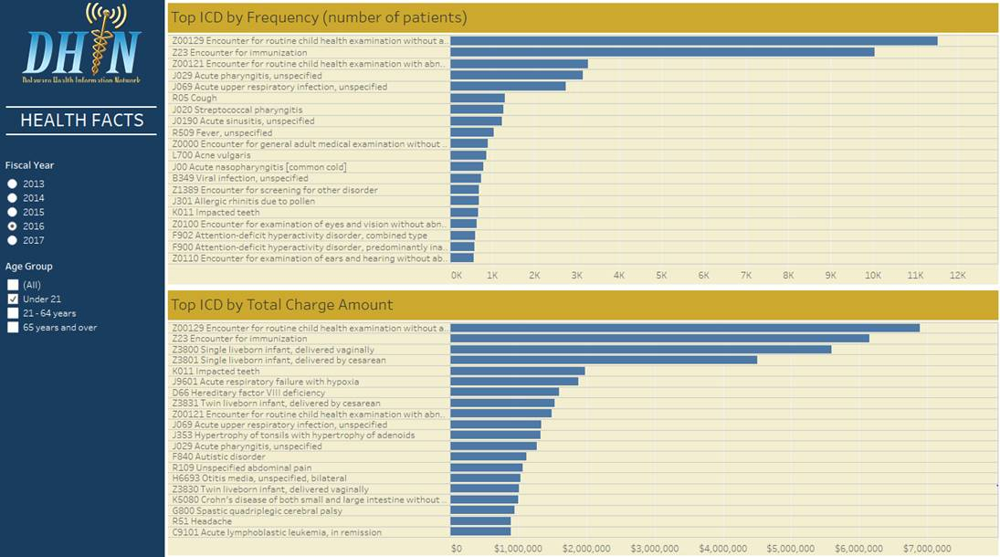 DHIN
Delaware Health Information Network
HEALTH FACTS
Fiscal Year
2013
2014
2015
2016
2017
Age Group
(All)
Under 21
21 - 64 years
65 years and over
Top ICD by Frequency (number of patients)
Z00129 Encounter for routine child health examination without a..
Z23 Encounter for immunization
Z00121 Encounter for routine child health examination with abn..
J029 Acute pharyngitis, unspecified
J069 Acute upper respiratory infection, unspecified
R05 Cough
J020 Streptococcal pharyngitis
J0190 Acute sinusitis, unspecified
R509 Fever, unspecified
Z0000 Encounter for general adult medical examination without ..
L700 Acne vulgaris
J00 Acute nasopharyngitis [common cold]
B349 Viral infection, unspecified
Z1389 Encounter for screening for other disorder
J301 Allergic rhinitis due to pollen
K011 Impacted teeth
Z0100 Encounter for examination of eyes and vision without abn..
F902 Attention-deficit hyperactivity disorder, combined type
F900 Attention-deficit hyperactivity disorder, predominantly ina..
Z0110 Encounter for examination of ears and hearing without ab..
0K 1K 2K 3K 4K 5K 6K 7K 8K 9K 10K 11K 12K
Top ICD by Total Charge Amount
Z00129 Encounter for routine child health examination without a..
Z23 Encounter for immunization
Z3800 Single liveborn infant, delivered vaginally
Z3801 Single liveborn infant, delivered by cesarean
K011 Impacted teeth
J9601 Acute respiratory failure with hypoxia
D66 Hereditary factor VIII deficiency
Z3831 Twin liveborn infant, delivered by cesarean
Z00121 Encounter for routine child health examination with abn..
J069 Acute upper respiratory infection, unspecified
J353 Hypertrophy of tonsils with hypertrophy of adenoids
J029 Acute pharyngitis, unspecified
F840 Autistic disorder
R109 Unspecified abdominal pain
H6693 Otitis media, unspecified, bilateral
Z3830 Twin liveborn infant, delivered vaginally
K5080 Crohn's disease of both small and large intestine without ..
G800 Spastic quadriplegic cerebral palsy
R51 Headache
C9101 Acute lymphoblastic leukemia, in remission
$0 $1,000,000 $2,000,000 $3,000,000 $4,000,000 $5,000,000 $6,000,000 $7,000,000